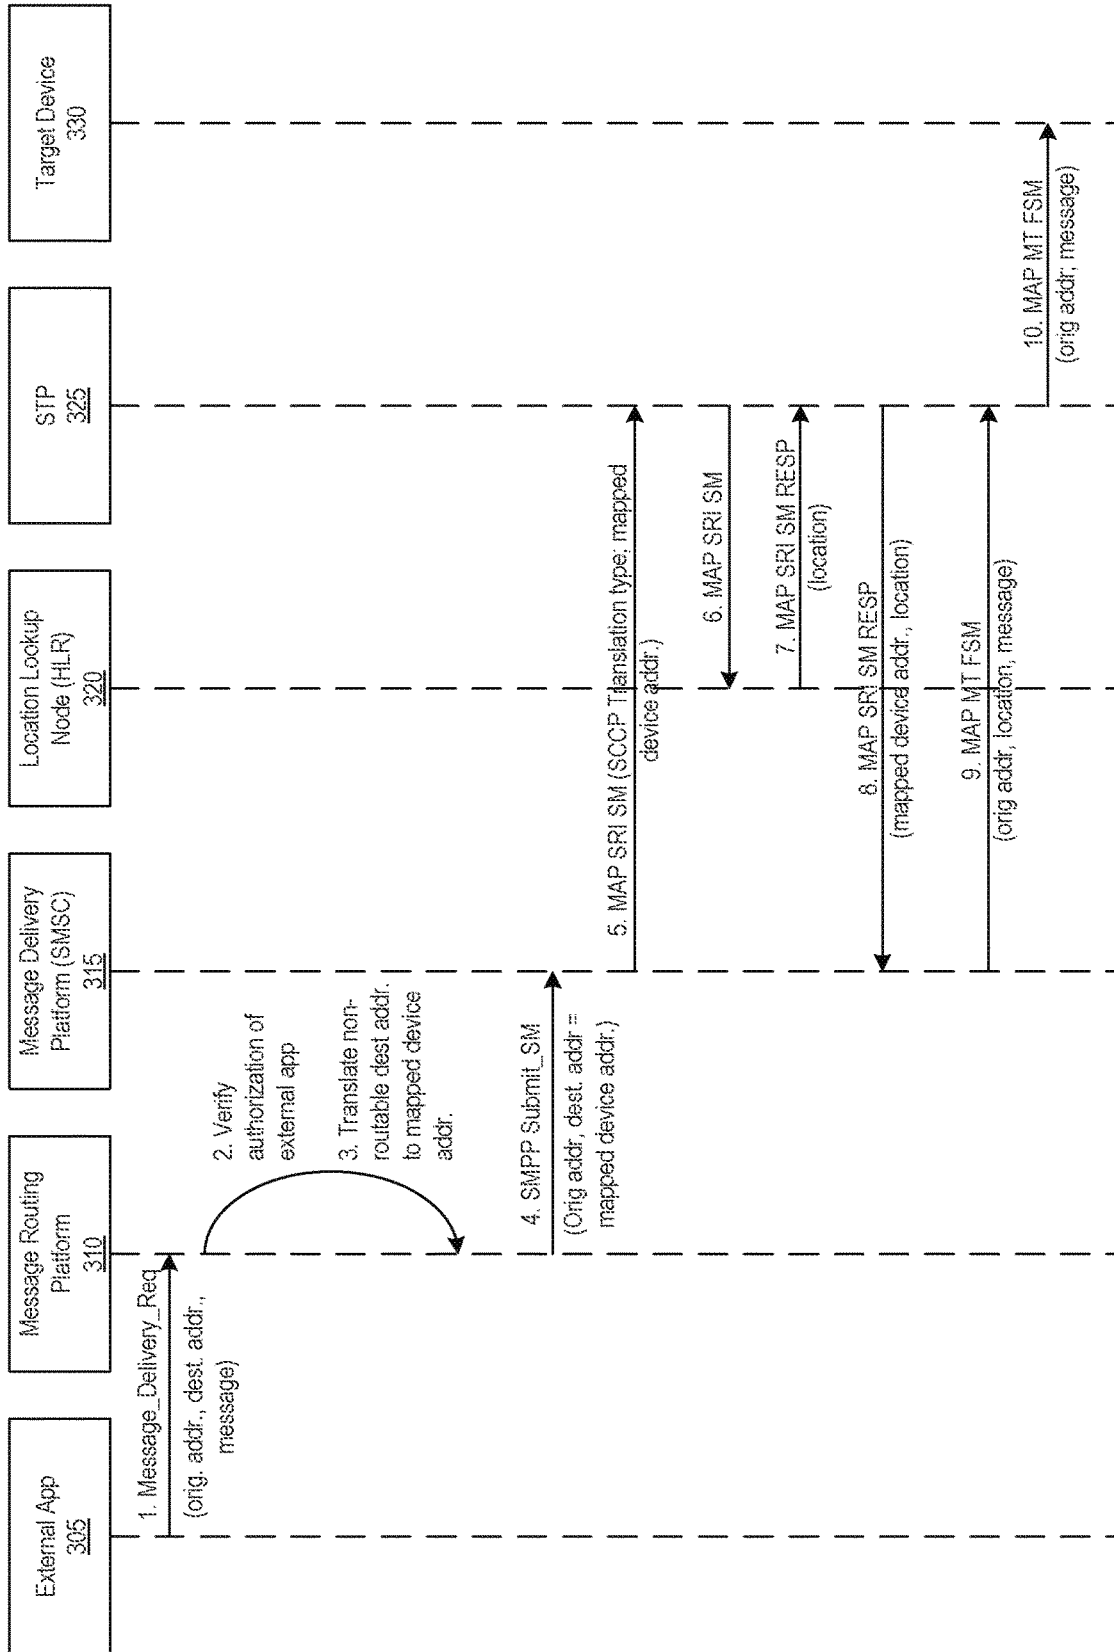 External App
305
Message Routing
Platform
310
Message Delivery
Platform (SMSC)
315
Location Lookup
Node (HLR)
320
STP
325
Target Device
330
1. Message_Delivery_Req
(orig. addr., dest. addr.,
message)
2. Verify
authorization of
external app
3. Translate non-
routable dest addr.
to mapped device
addr.
4. SMPP Submit_SM
(Orig addr, dest. addr =
mapped device addr.)
5. MAP SRI SM (SCCP Translation type; mapped
device addr.)
6. MAP SRI SM
7. MAP SRI SM RESP
(location)
8. MAP SRI SM RESP
(mapped device addr., location)
9. MAP MT FSM
(orig addr, location, message)
10. MAP MT FSM
(orig addr; message)